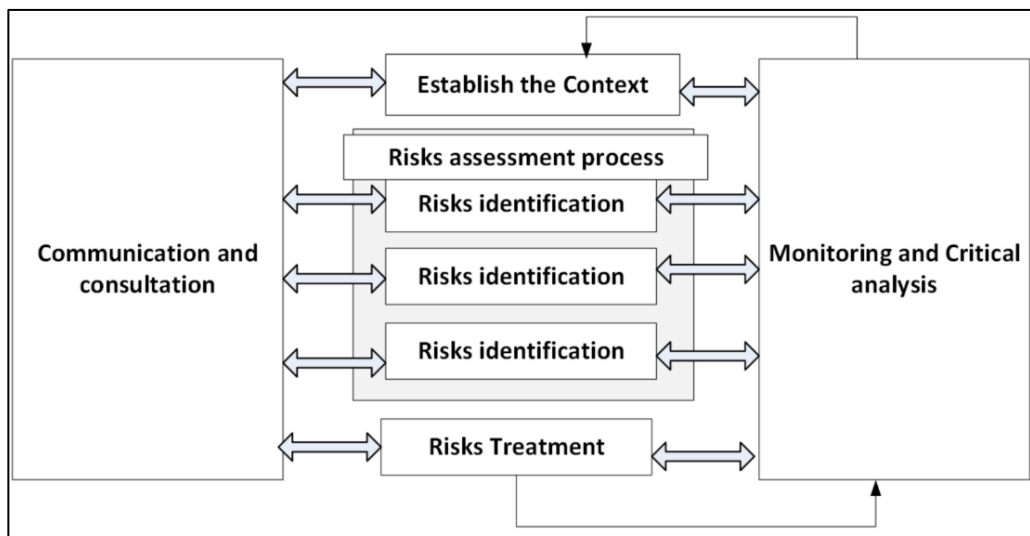 Establish the Context
Risks assessment process
Risks identification
Communication and
consultation
Risks identification
Monitoring and Critical
analysis
Risks identification
Risks Treatment